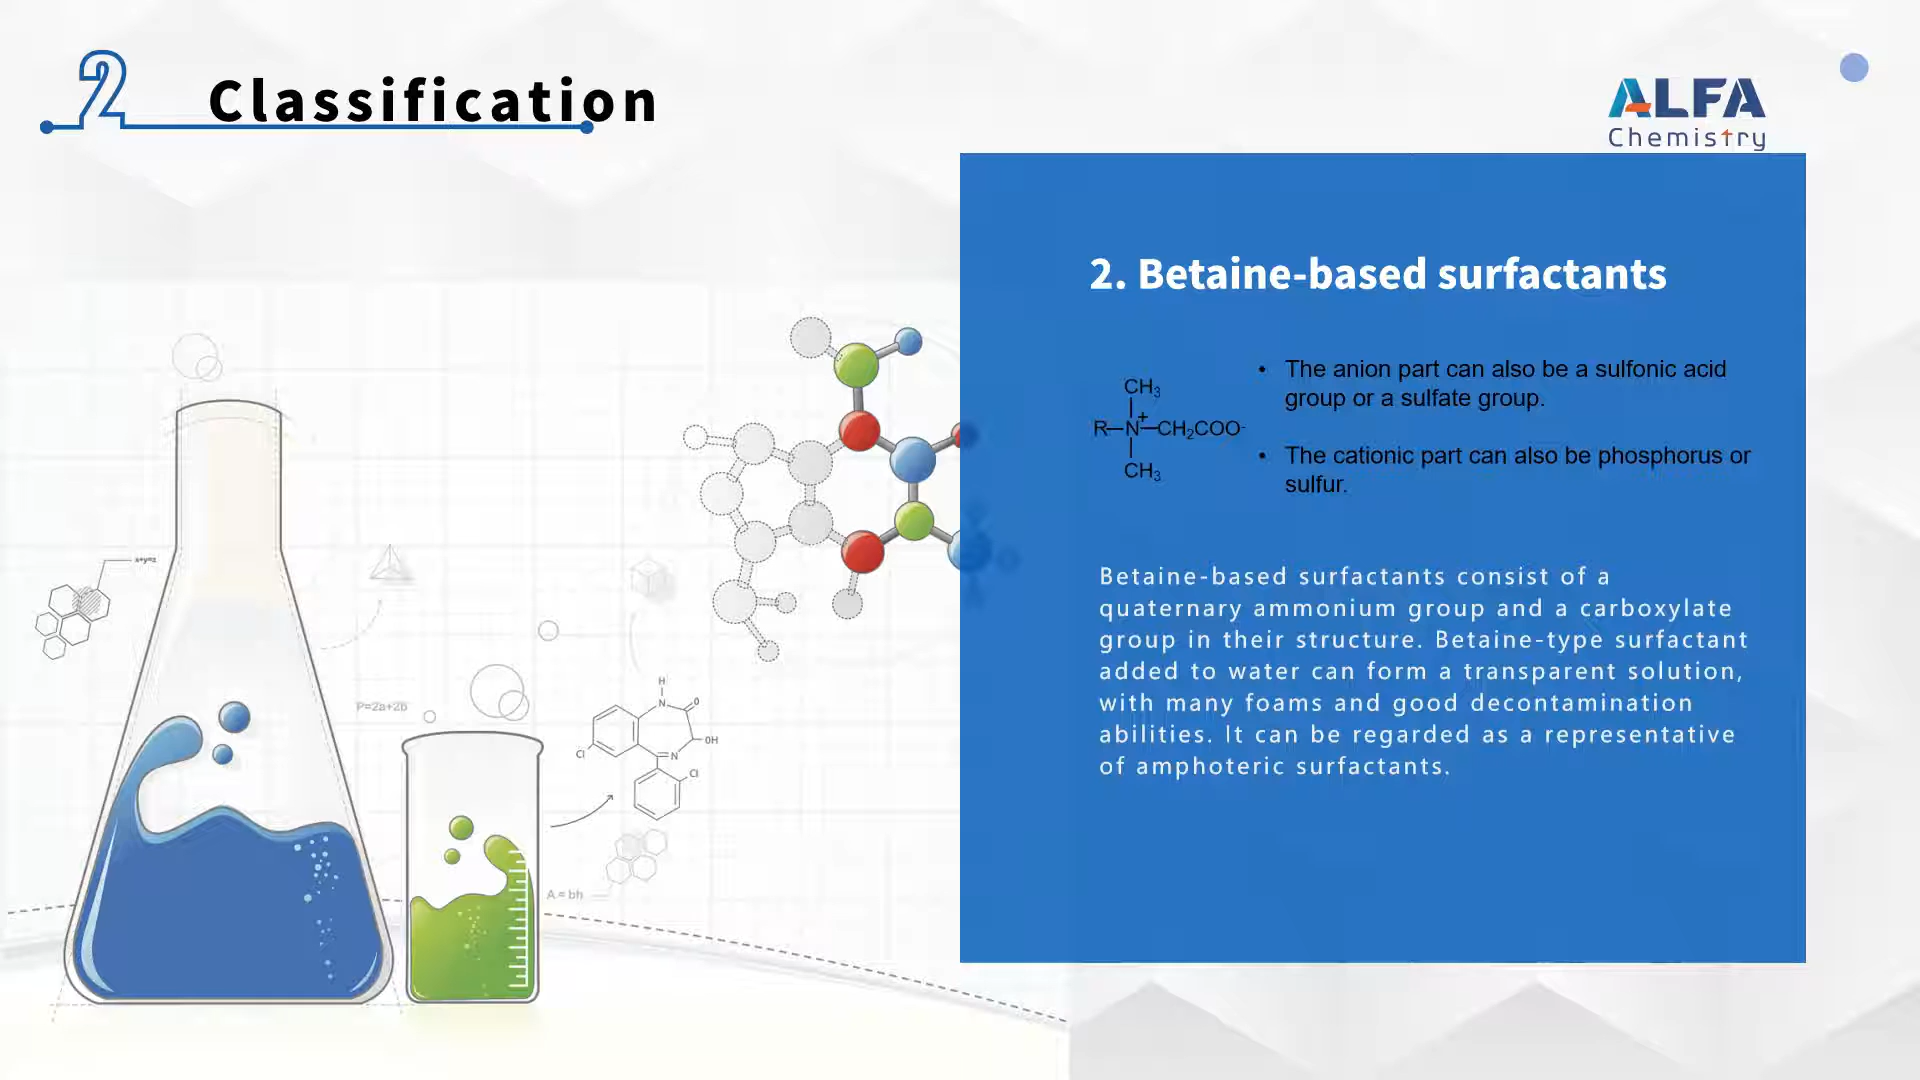 2 Classification
ALFA
Chemistry
2. Betaine-based surfactants
CH₃
R—N⁺—CH₂COO⁻
CH₃
• The anion part can also be a sulfonic acid
group or a sulfate group.
• The cationic part can also be phosphorus or
sulfur.
Betaine-based surfactants consist of a
quaternary ammonium group and a carboxylate
group in their structure. Betaine-type surfactant
added to water can form a transparent solution,
with many foams and good decontamination
abilities. It can be regarded as a representative
of amphoteric surfactants.
x+y=z
P=2a+2b
H
N
O
OH
Cl
N
Cl
A = bh